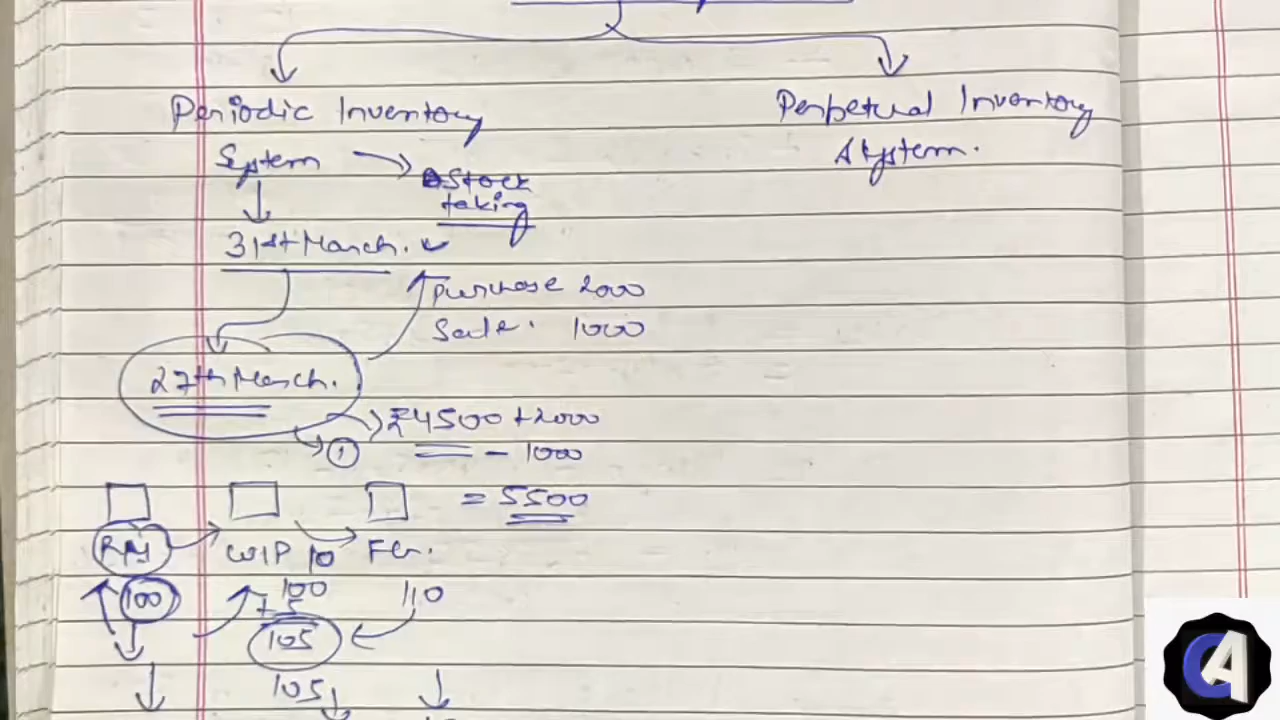 Periodic Inventory
System
Stock
taking
31st March.
Purchase 2000
Sale. 1000
27th March.
₹4500 + 2000
- 1000
1
= 5500
RM
WIP 10
FG.
100
100
+ 5
110
105
105
Perpetual Inventory
System.
CA